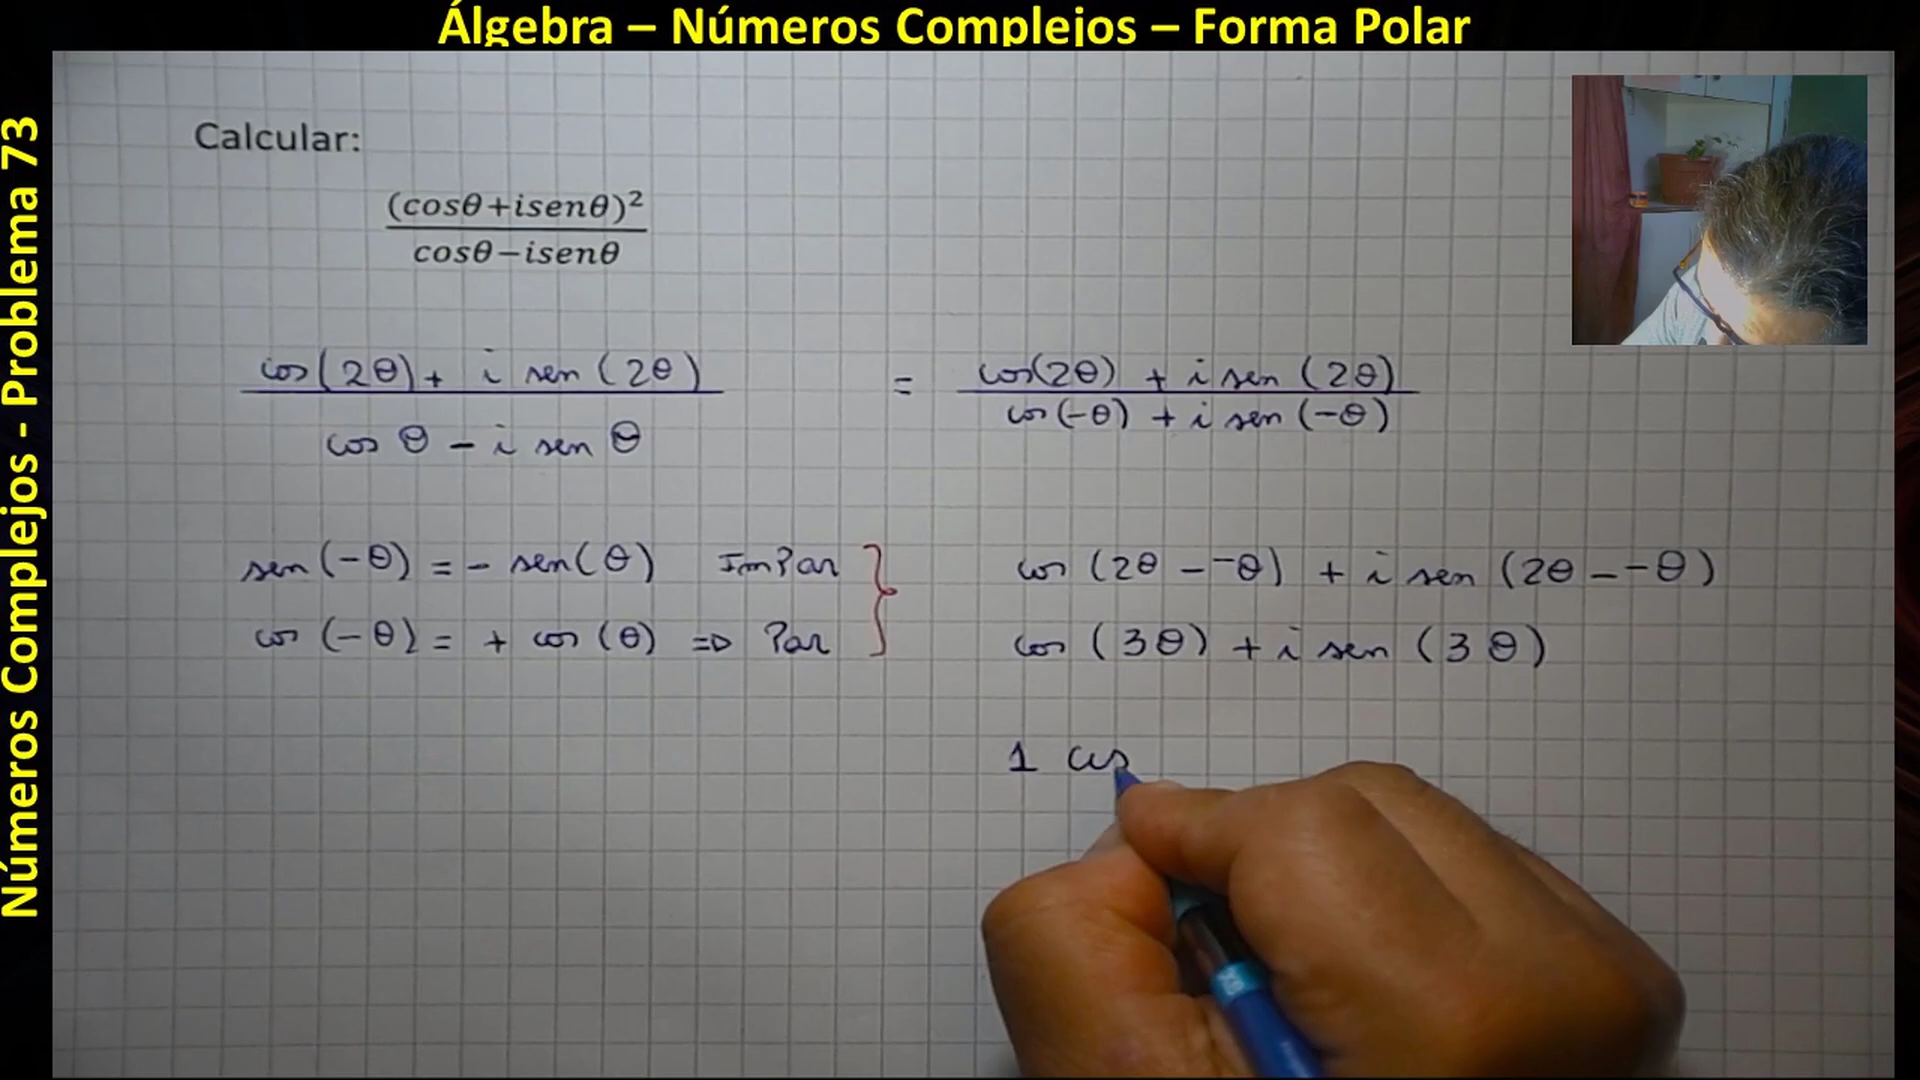 Álgebra – Números Complejos – Forma Polar
Números Complejos - Problema 73
Calcular:
(cosθ+isenθ)²
cosθ−isenθ
cos(2θ)+ i sen (2θ)
cos θ − i sen θ
= cos(2θ) + i sen (2θ)
cos(−θ) + i sen (−θ)
sen (−θ) = − sen(θ) ImPar
cos (−θ) = + cos (θ) ⇒ Par
cos (2θ − −θ) + i sen (2θ − −θ)
cos (3θ) + i sen (3θ)
1 cis